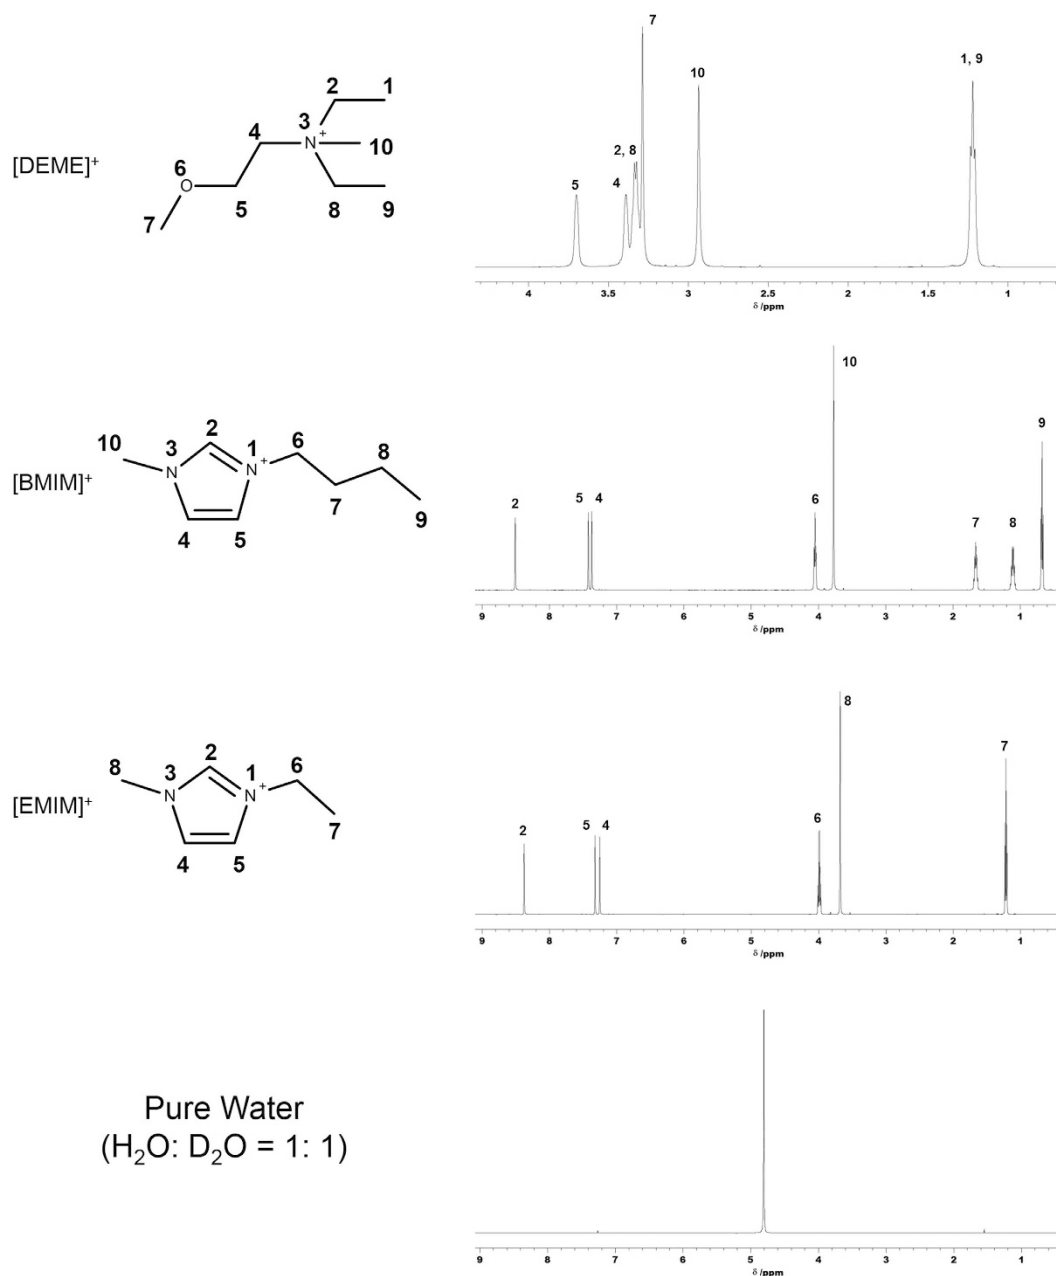 [DEME]⁺
2 1
3
N +
4
10
6
O
7
5
8 9
7
1, 9
10
2, 8
5
4
4 3.5 3 2.5 2 1.5 1
δ /ppm
[BMIM]⁺
10
3
N
2
1
N +
6
8
7
9
4 5
10
9
2
5 4
6
7 8
9 8 7 6 5 4 3 2 1
δ /ppm
[EMIM]⁺
8
3
N
2
1
N +
6
7
4 5
8
7
2
5 4
6
9 8 7 6 5 4 3 2 1
δ /ppm
Pure Water
(H₂O: D₂O = 1: 1)
9 8 7 6 5 4 3 2 1
δ /ppm